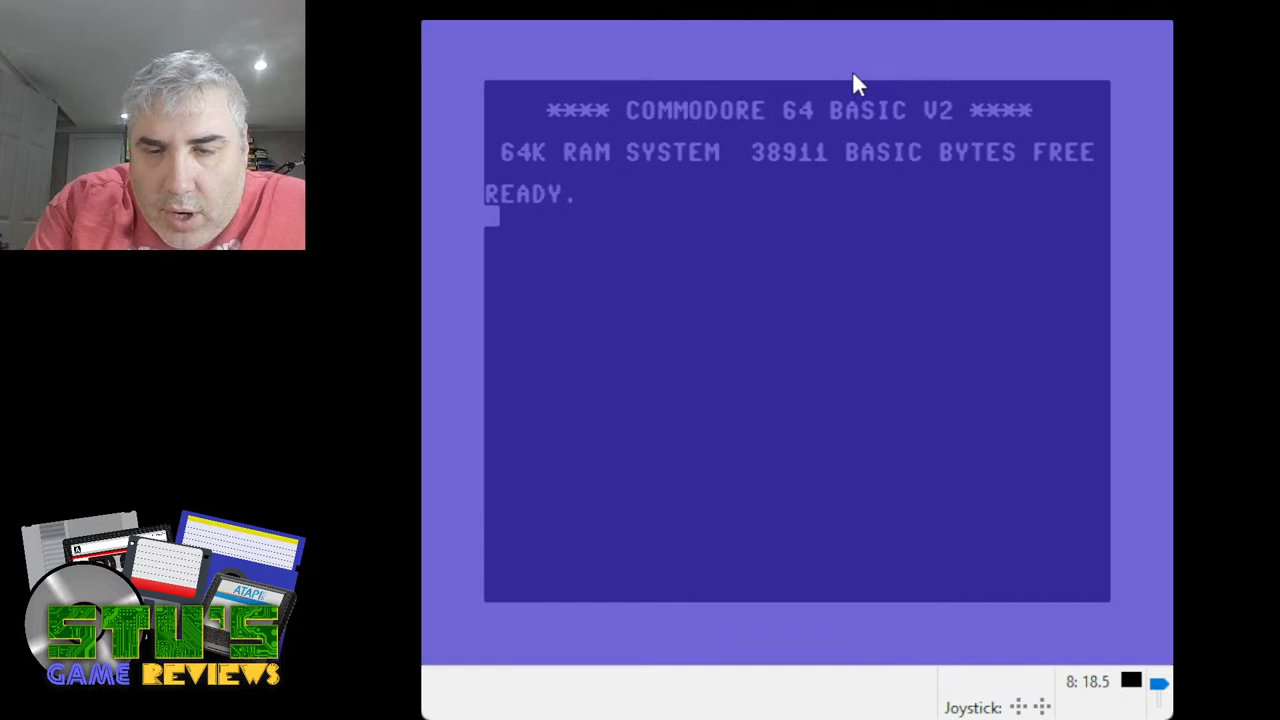 **** COMMODORE 64 BASIC V2 ****
64K RAM SYSTEM  38911 BASIC BYTES FREE
READY.
A
ATARI
STU'S
GAME REVIEWS
8: 18.5
Joystick: